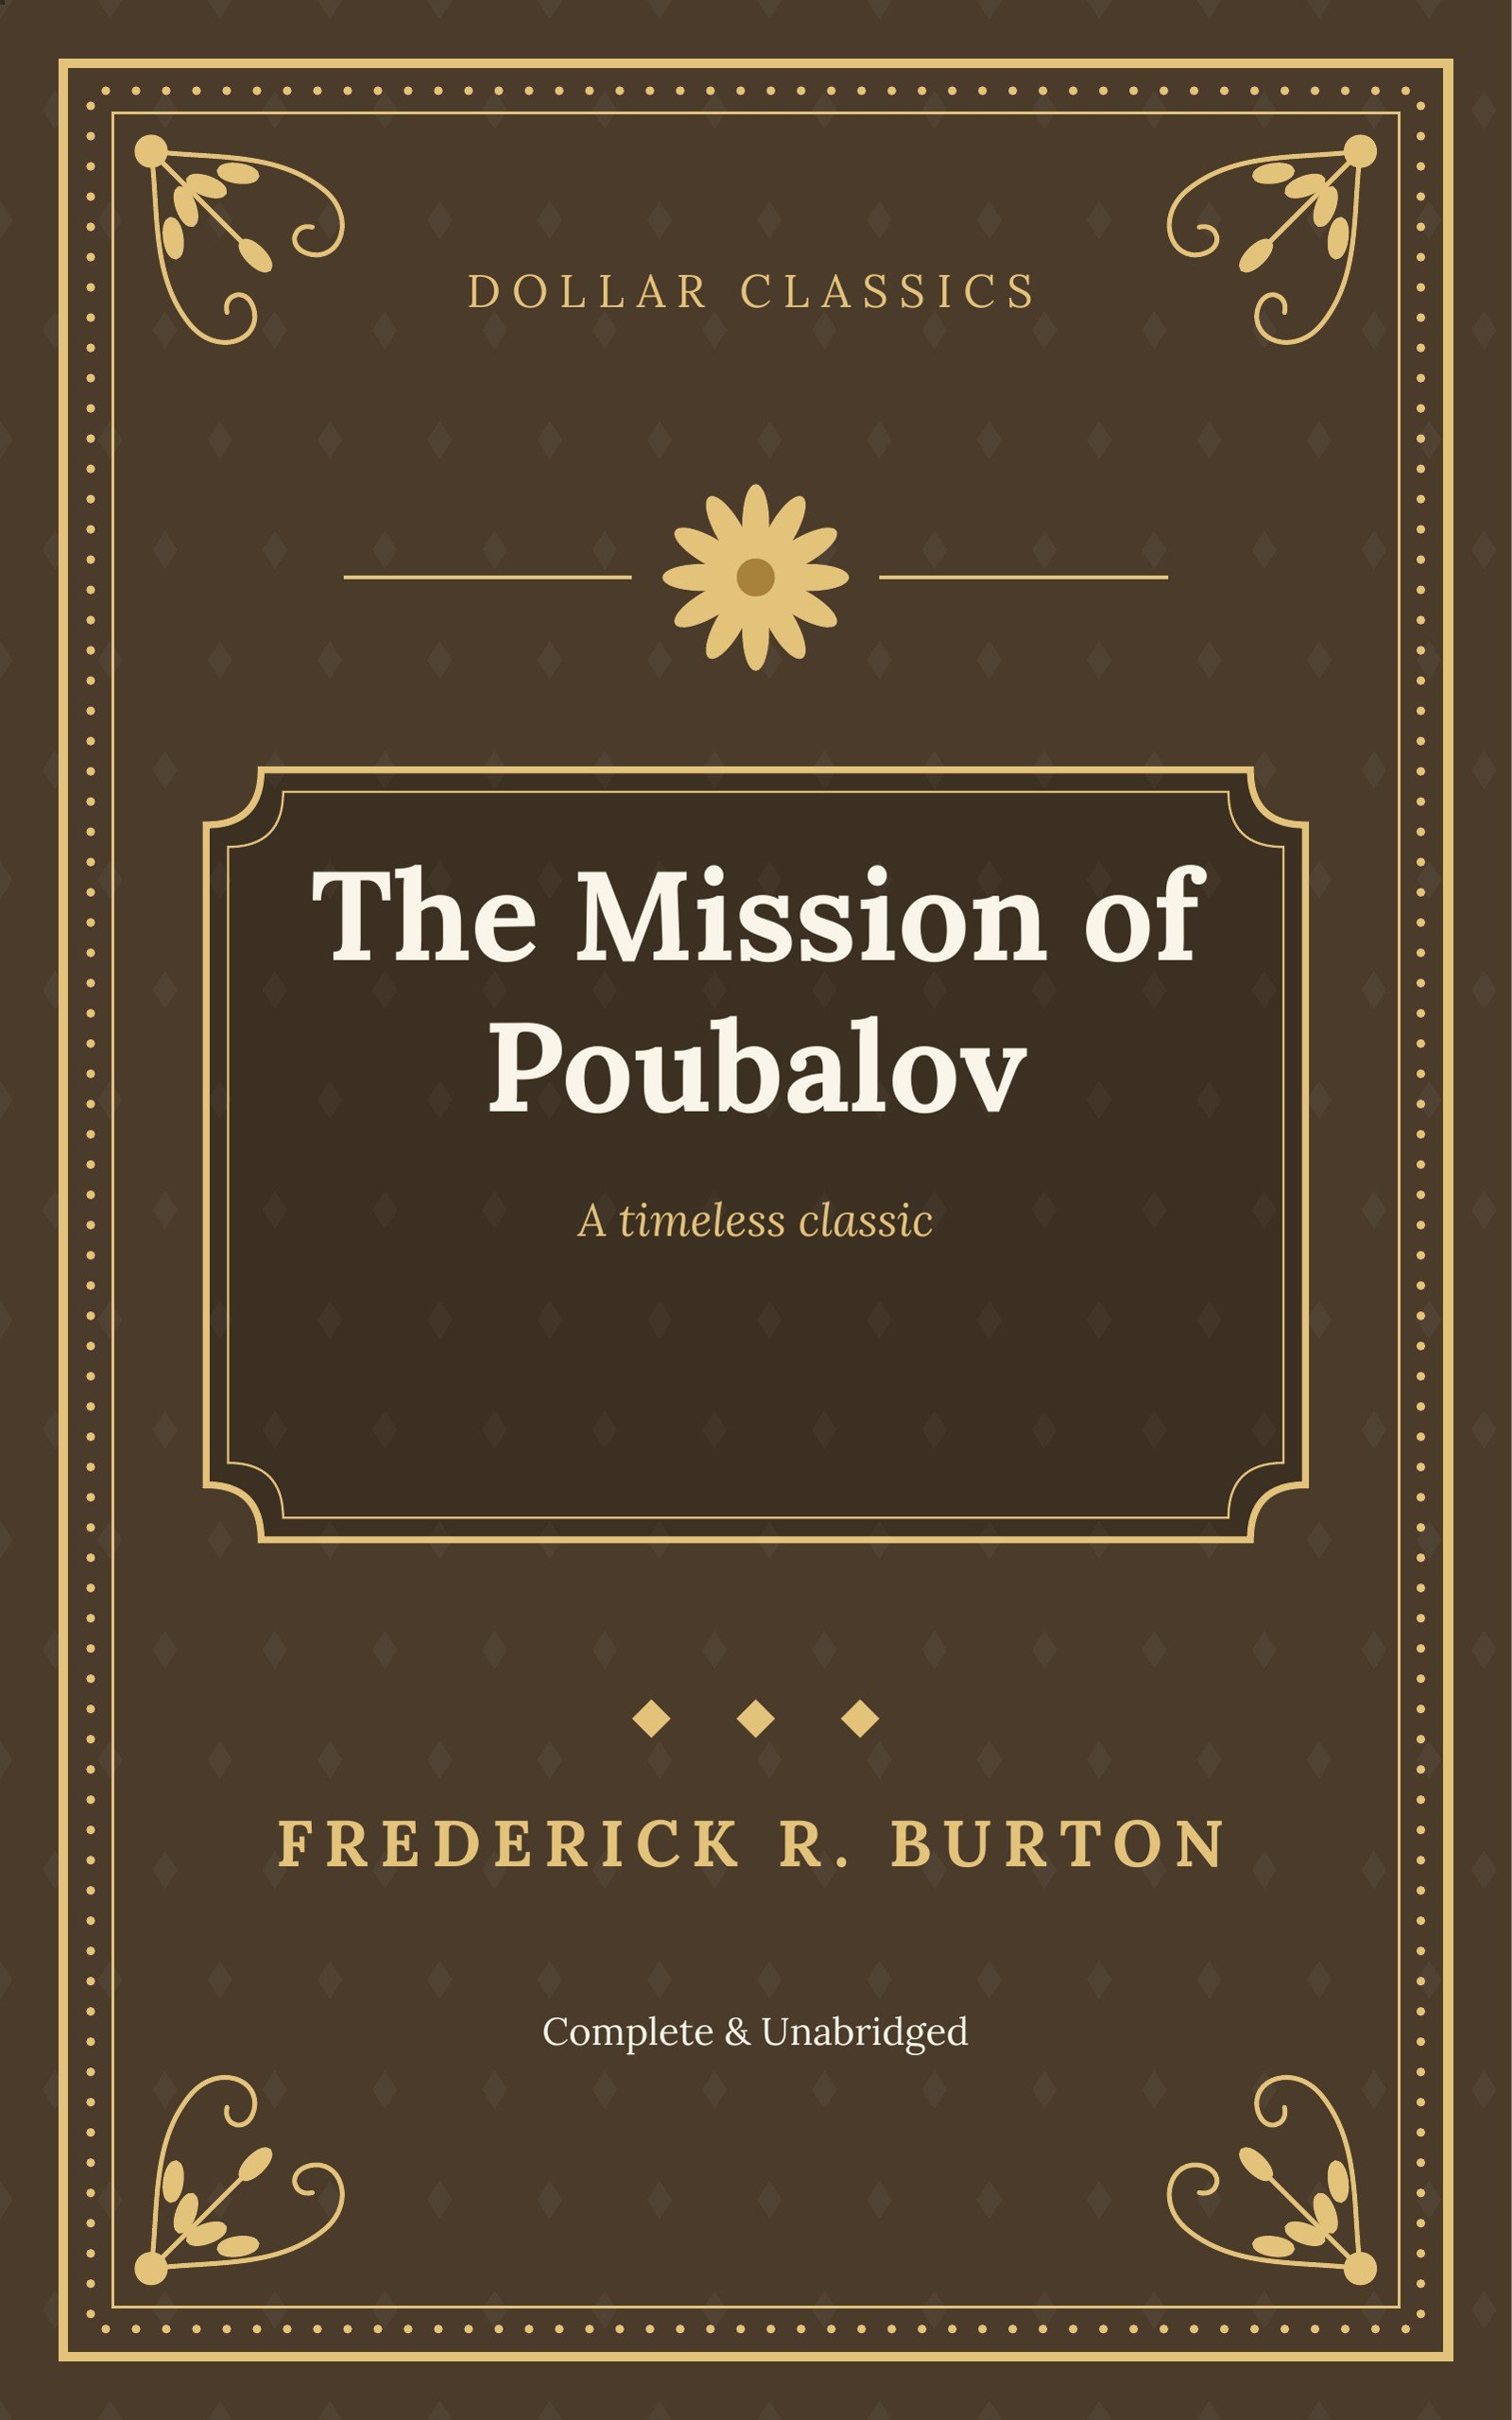 DOLLAR CLASSICS
The Mission of
Poubalov
A timeless classic
FREDERICK R. BURTON
Complete & Unabridged